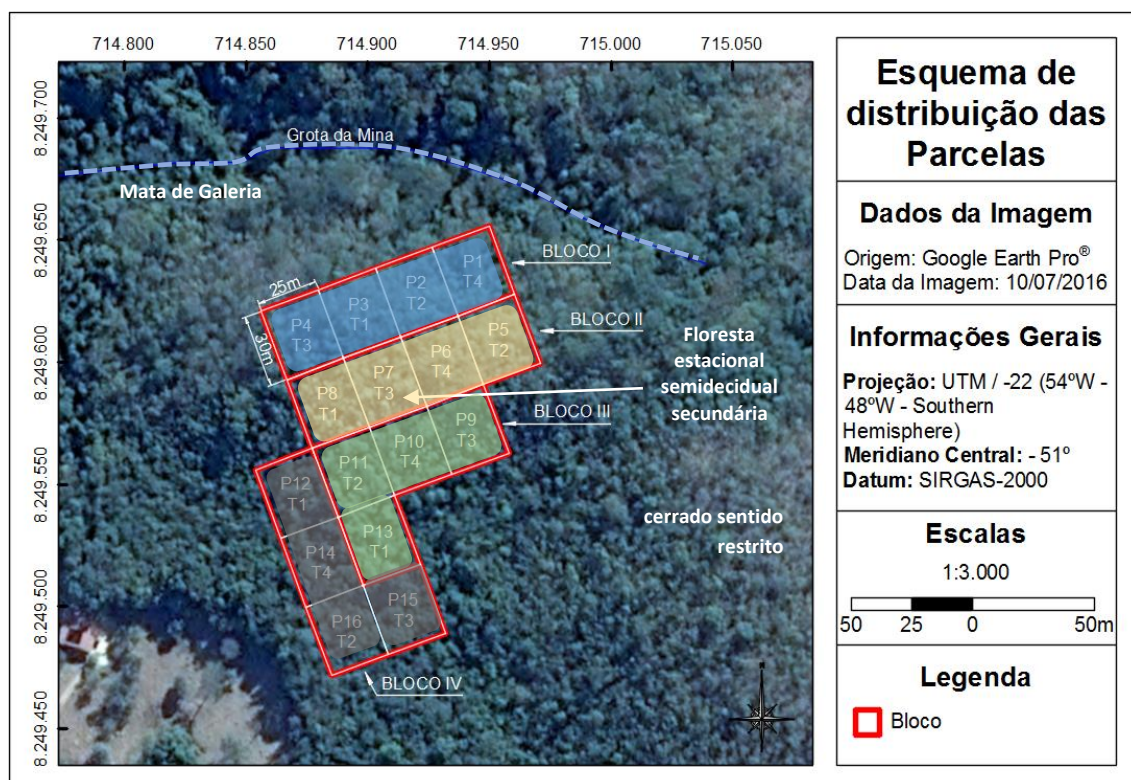 714.800
714.850
714.900
714.950
715.000
715.050
8.249.700
8.249.650
8.249.600
8.249.550
8.249.500
8.249.450
Grota da Mina
Mata de Galeria
BLOCO I
P1
T4
P2
T2
P3
T1
P4
T3
25m
30m
BLOCO II
P5
T2
P6
T4
P7
T3
P8
T1
Floresta
estacional
semidecidual
secundária
BLOCO III
P9
T3
P10
T4
P11
T2
P12
T1
P13
T1
P14
T4
P15
T3
P16
T2
cerrado sentido
restrito
BLOCO IV
Esquema de
distribuição das
Parcelas
Dados da Imagem
Origem: Google Earth Pro®
Data da Imagem: 10/07/2016
Informações Gerais
Projeção: UTM / -22 (54ºW -
48ºW - Southern
Hemisphere)
Meridiano Central: - 51º
Datum: SIRGAS-2000
Escalas
1:3.000
50 25 0 50m
Legenda
Bloco